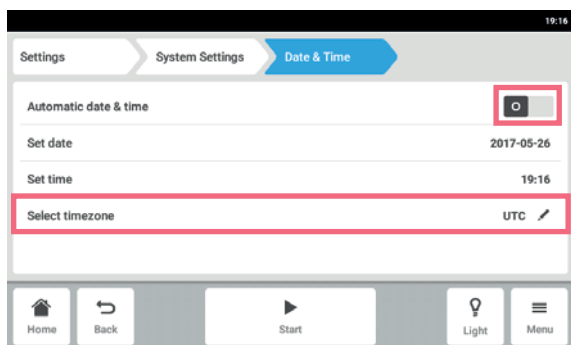 19:16
Settings System Settings Date & Time
Automatic date & time O
Set date 2017-05-26
Set time 19:16
Select timezone UTC
Home Back Start Light Menu